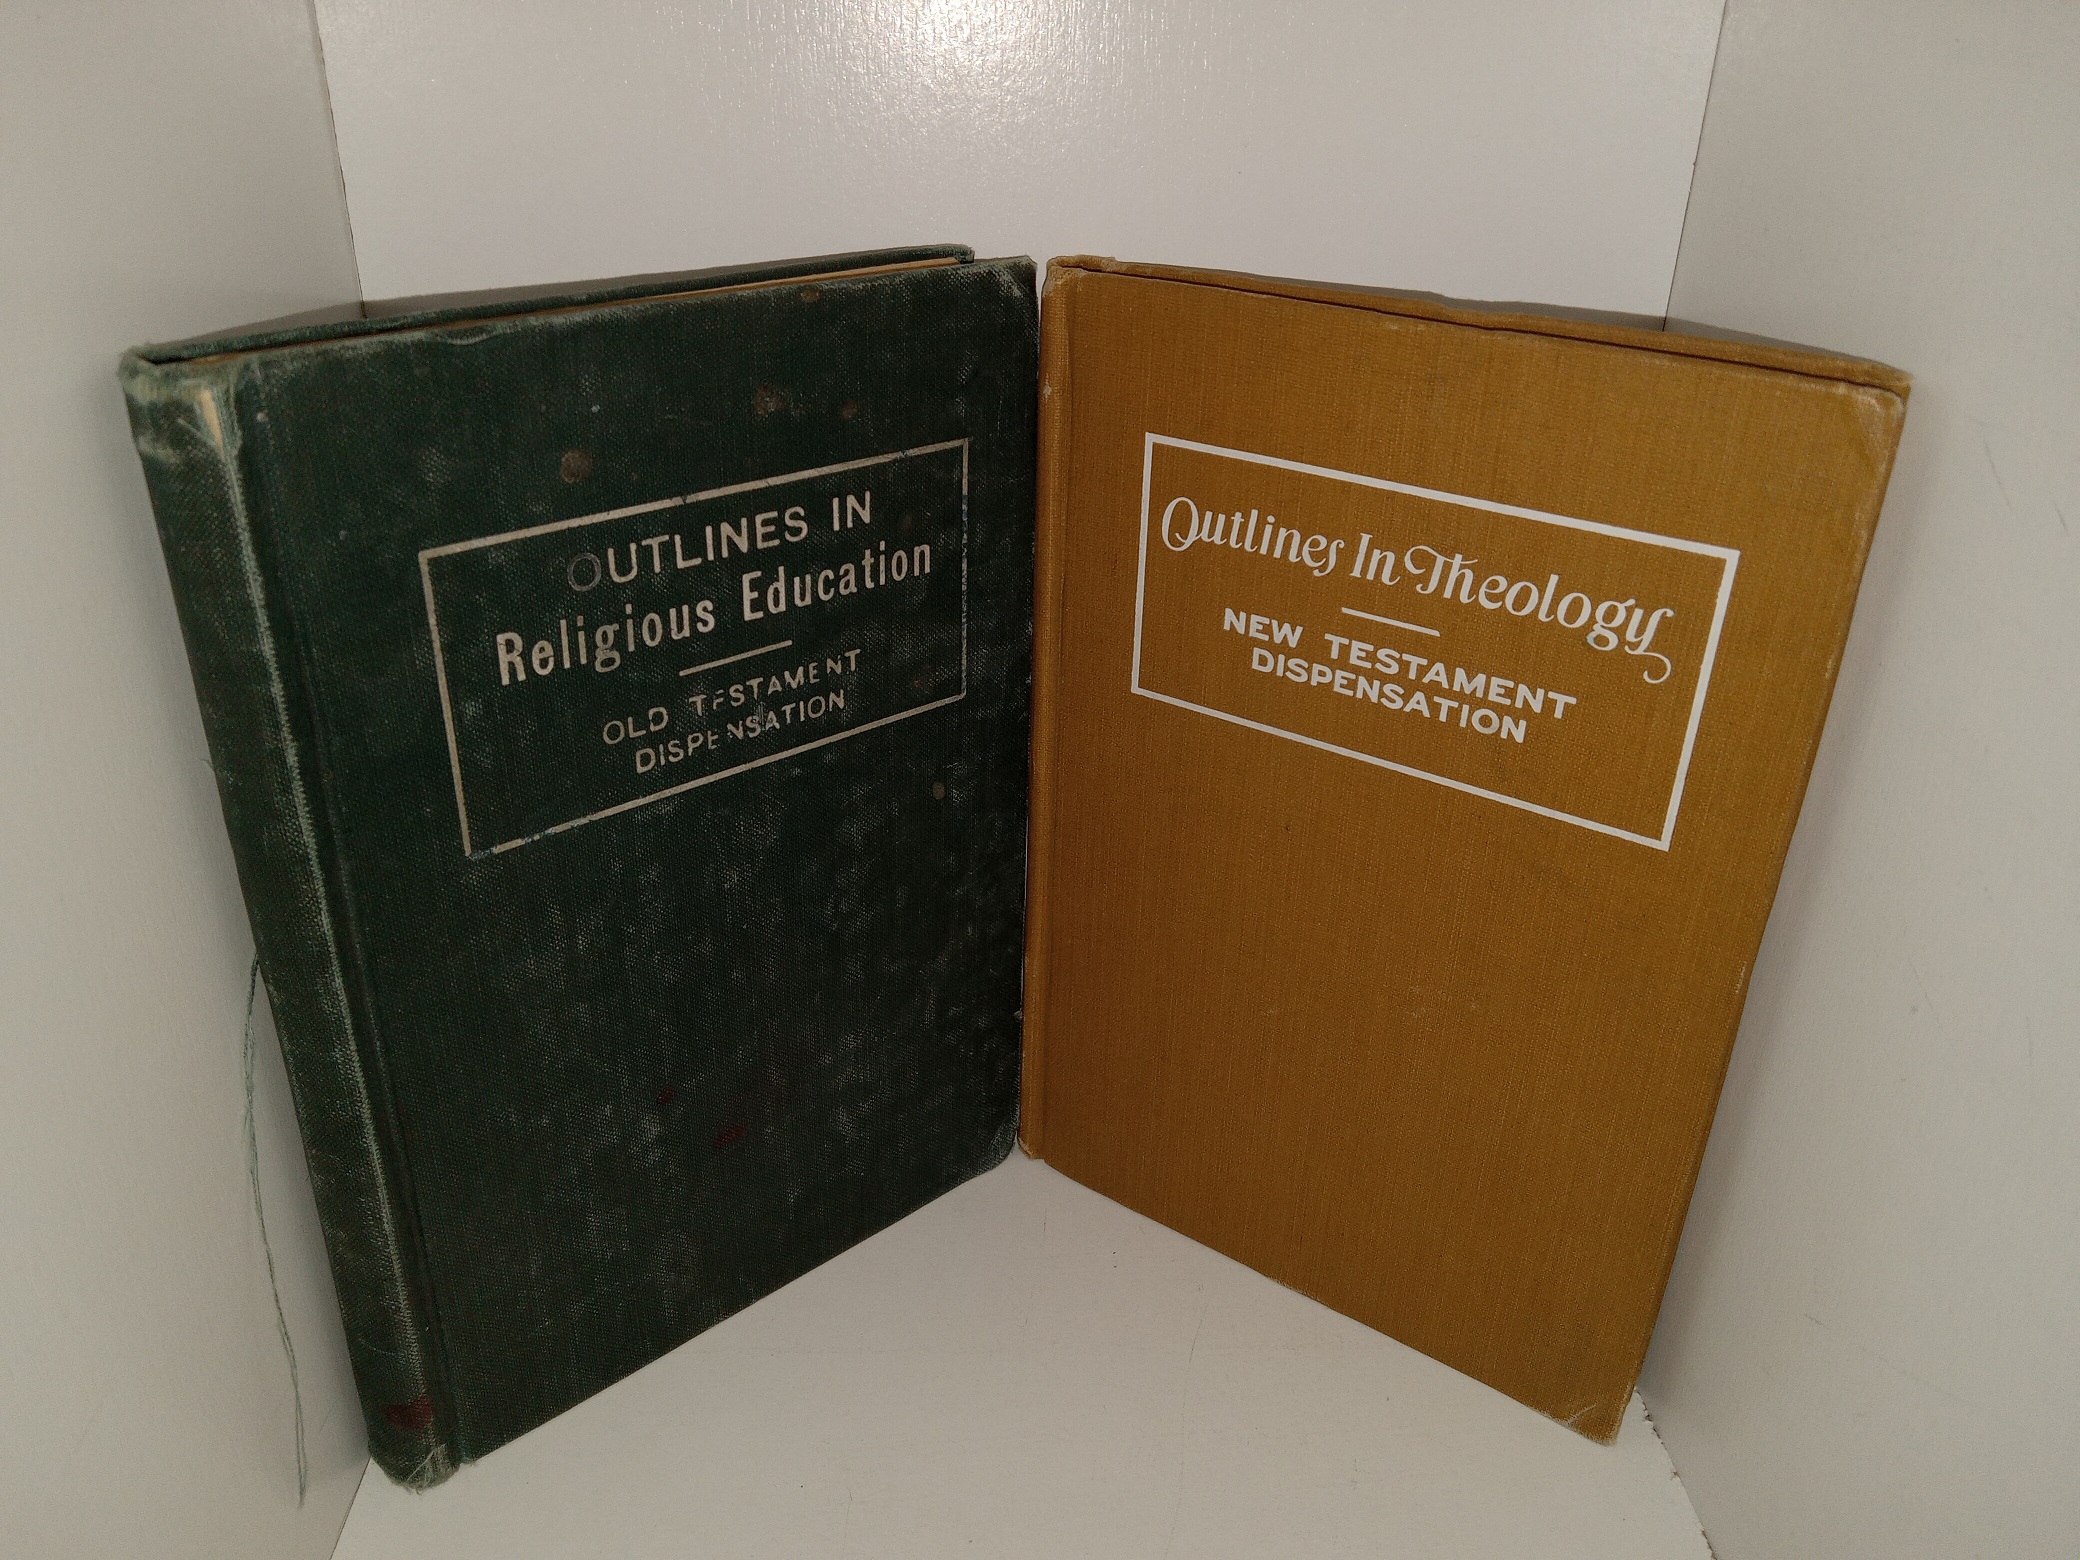 OUTLINES IN
Religious Education
OLD TESTAMENT
DISPENSATION
Outlines In Theology
NEW TESTAMENT
DISPENSATION